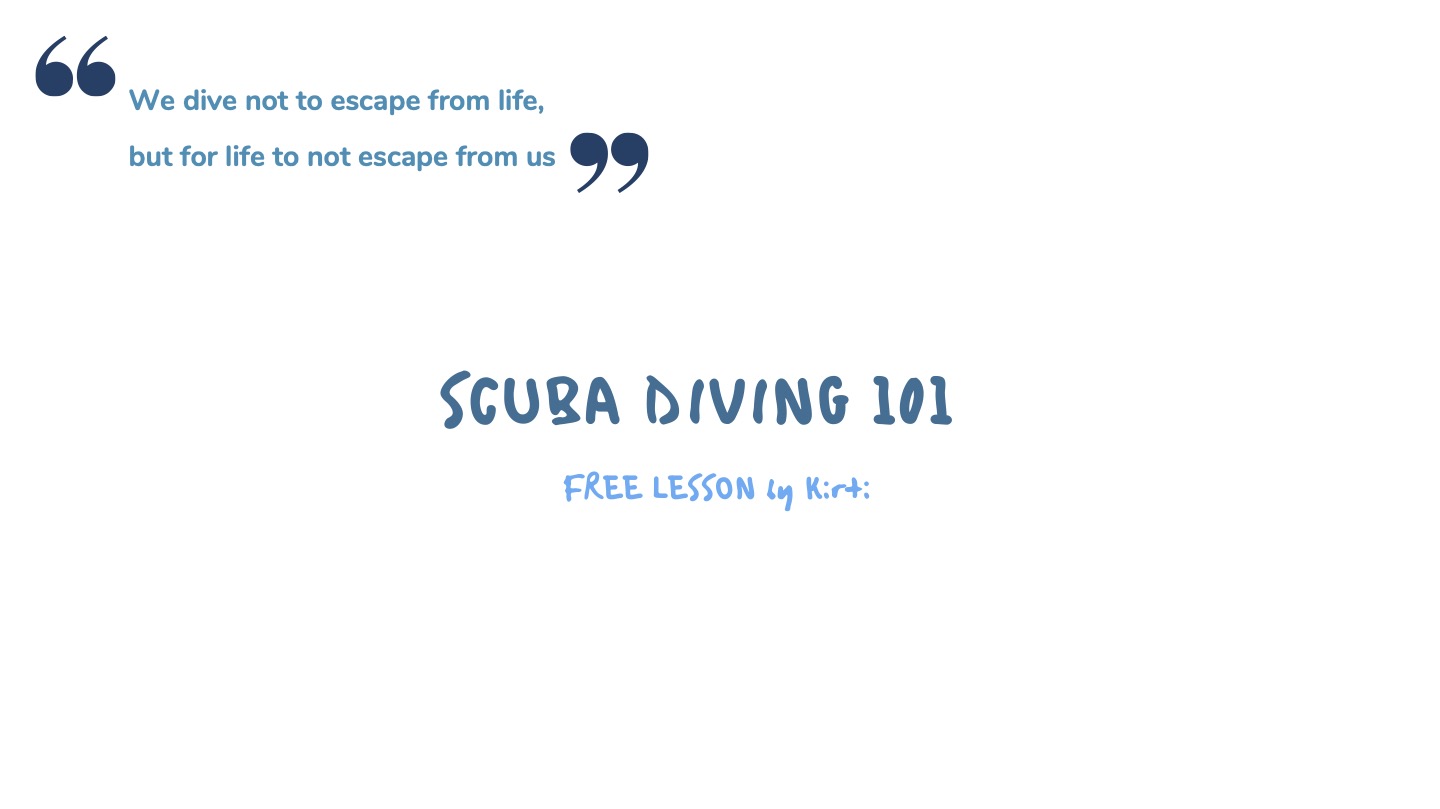 “ We dive not to escape from life,
but for life to not escape from us ”
SCUBA DIVING 101
FREE LESSON by K:rt: